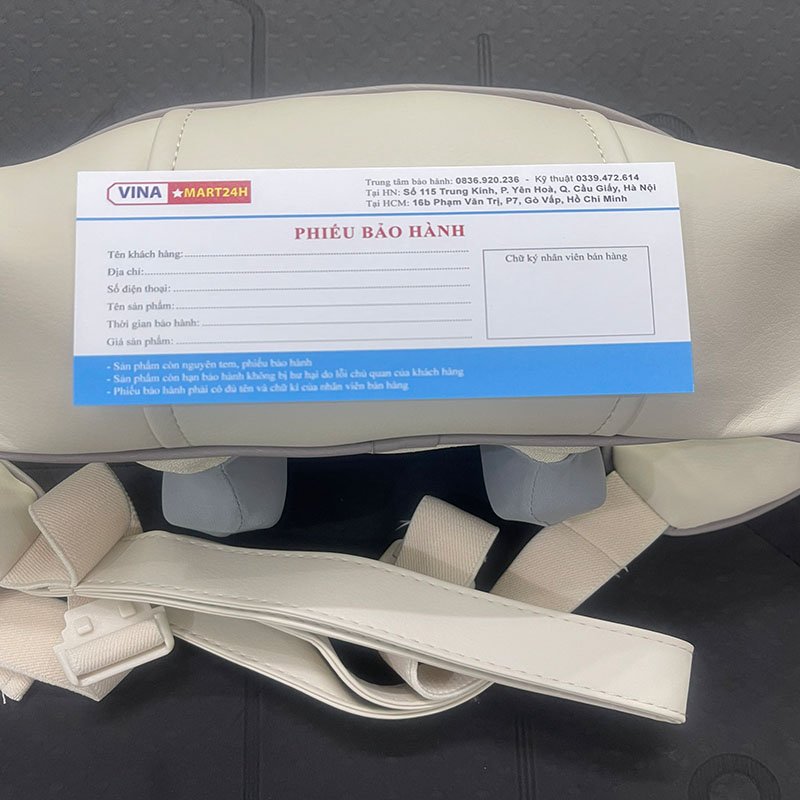 VINA MART24H
Trung tâm bảo hành: 0836.920.236 - Kỹ thuật 0339.472.614
Tại HN: Số 115 Trung Kính, P. Yên Hoà, Q. Cầu Giấy, Hà Nội
Tại HCM: 16b Phạm Văn Trị, P7, Gò Vấp, Hồ Chí Minh
PHIẾU BẢO HÀNH
Tên khách hàng:
Địa chỉ:
Số điện thoại:
Tên sản phẩm:
Thời gian bảo hành:
Giá sản phẩm:
Chữ ký nhân viên bán hàng
- Sản phẩm còn nguyên tem, phiếu bảo hành
- Sản phẩm còn hạn bảo hành không bị hư hại do lỗi chủ quan của khách hàng
- Phiếu bảo hành phải có đủ tên và chữ kí của nhân viên bán hàng